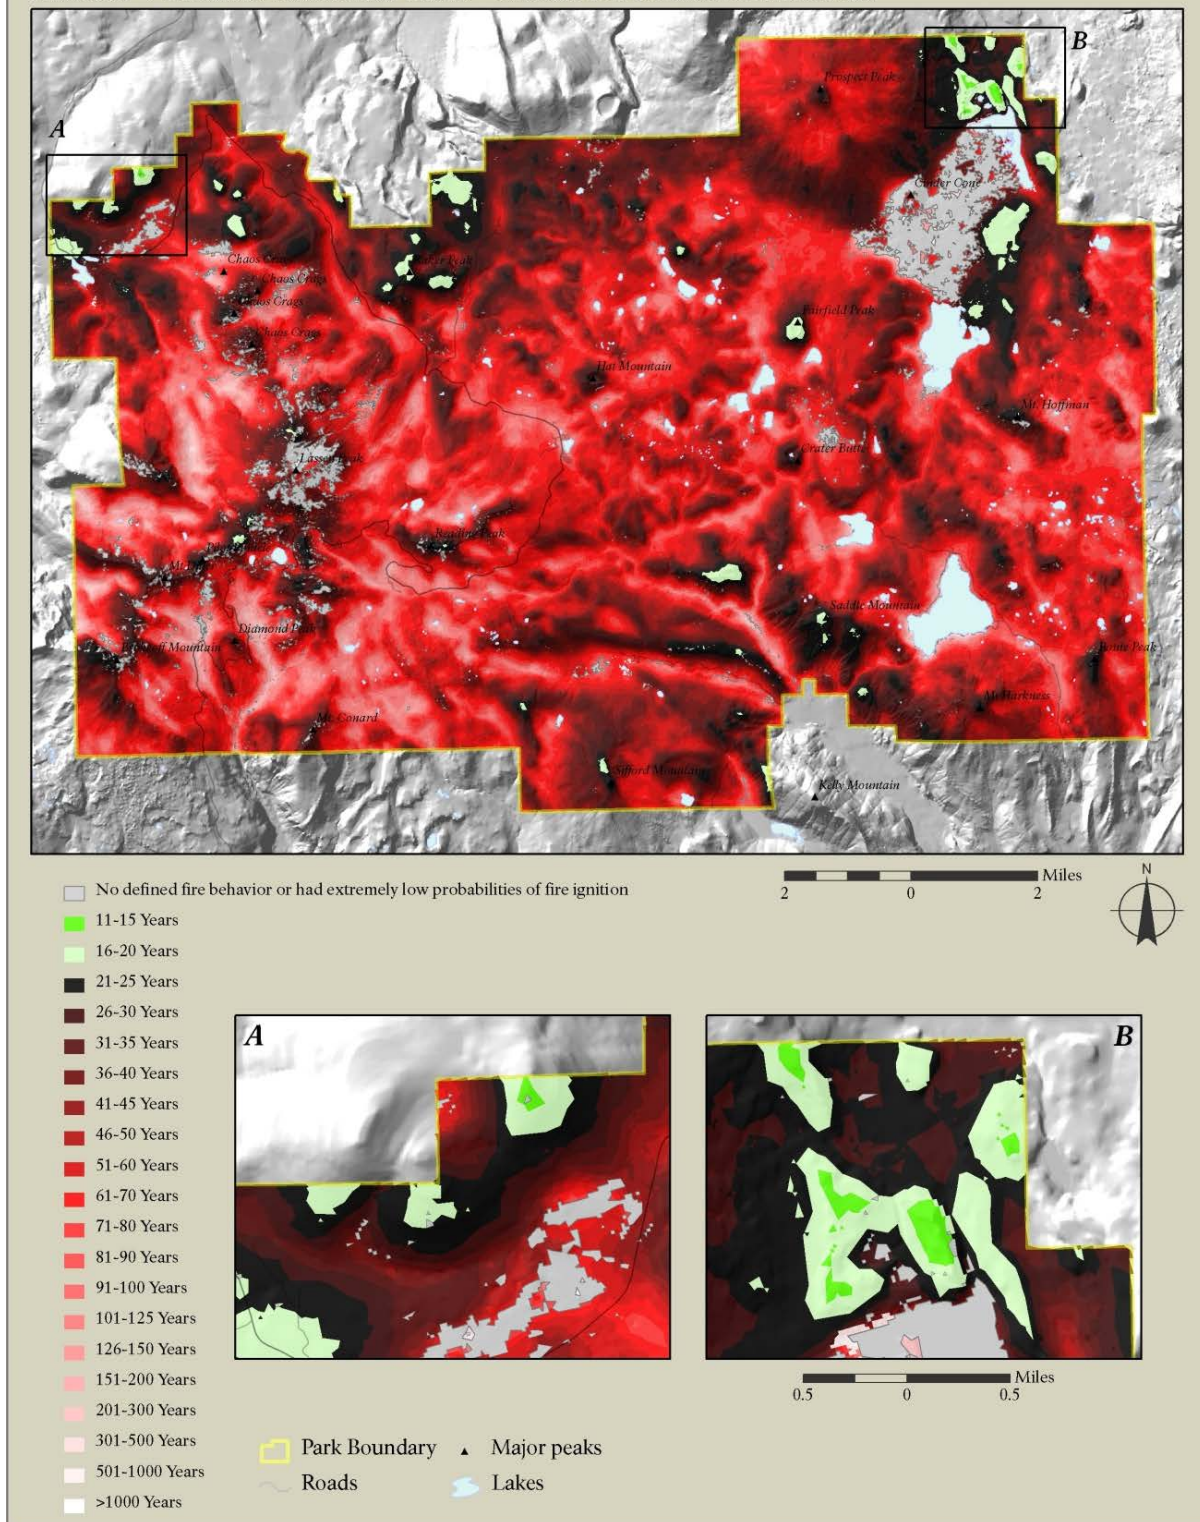 B
Prospect Peak
A
Cinder Cone
Chaos Crags
Chaos Crags
Chaos Crags
Chaos Crags
Fairfield Peak
Hat Mountain
Mt. Hoffman
Crater Butte
Lassen Peak
Reading Peak
Saddle Mountain
Diamond Peak
Mountain
Peak
Mt. Harkness
Mt. Conard
Sifford Mountain
Kelly Mountain
No defined fire behavior or had extremely low probabilities of fire ignition
2 0 2 Miles
N
11-15 Years
16-20 Years
21-25 Years
26-30 Years
31-35 Years
36-40 Years
41-45 Years
46-50 Years
51-60 Years
61-70 Years
71-80 Years
81-90 Years
91-100 Years
101-125 Years
126-150 Years
151-200 Years
201-300 Years
301-500 Years
501-1000 Years
>1000 Years
A
B
0.5 0 0.5 Miles
Park Boundary
Major peaks
Roads
Lakes